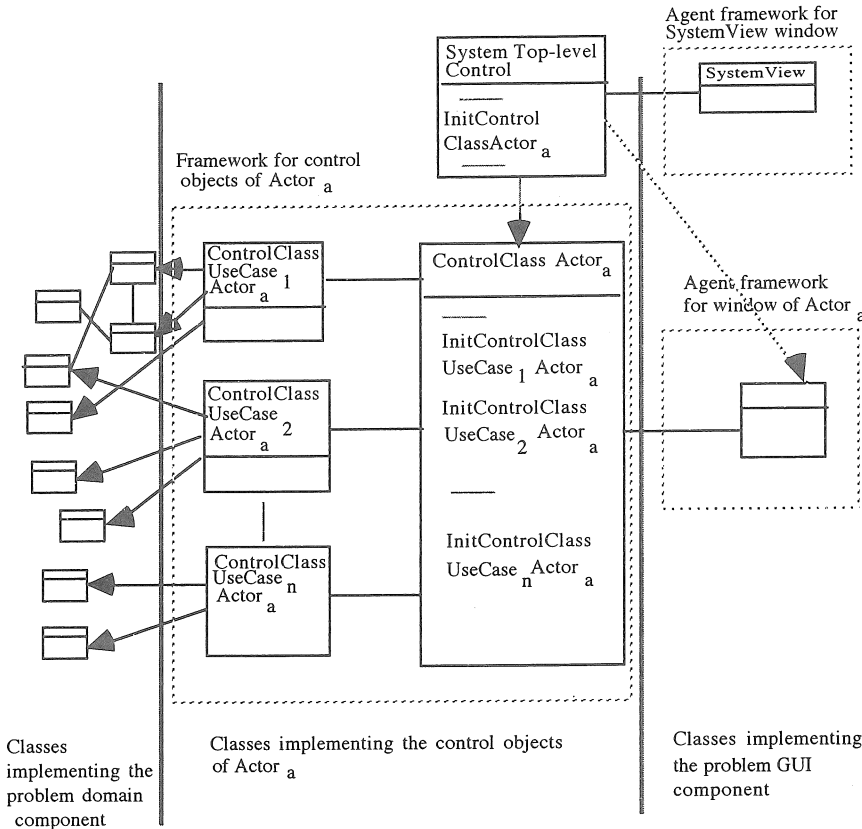 Agent framework for
SystemView window
System Top-level
Control
SystemView
InitControl
ClassActor a
Framework for control
objects of Actor a
ControlClass
UseCase 1
Actor a
ControlClass Actor a
Agent framework
for window of Actor a
InitControlClass
UseCase 1 Actor a
InitControlClass
UseCase 2 Actor a
ControlClass
UseCase 2
Actor a
InitControlClass
UseCase n Actor a
ControlClass
UseCase n
Actor a
Classes
implementing the
problem domain
component
Classes implementing the control objects
of Actor a
Classes implementing
the problem GUI
component